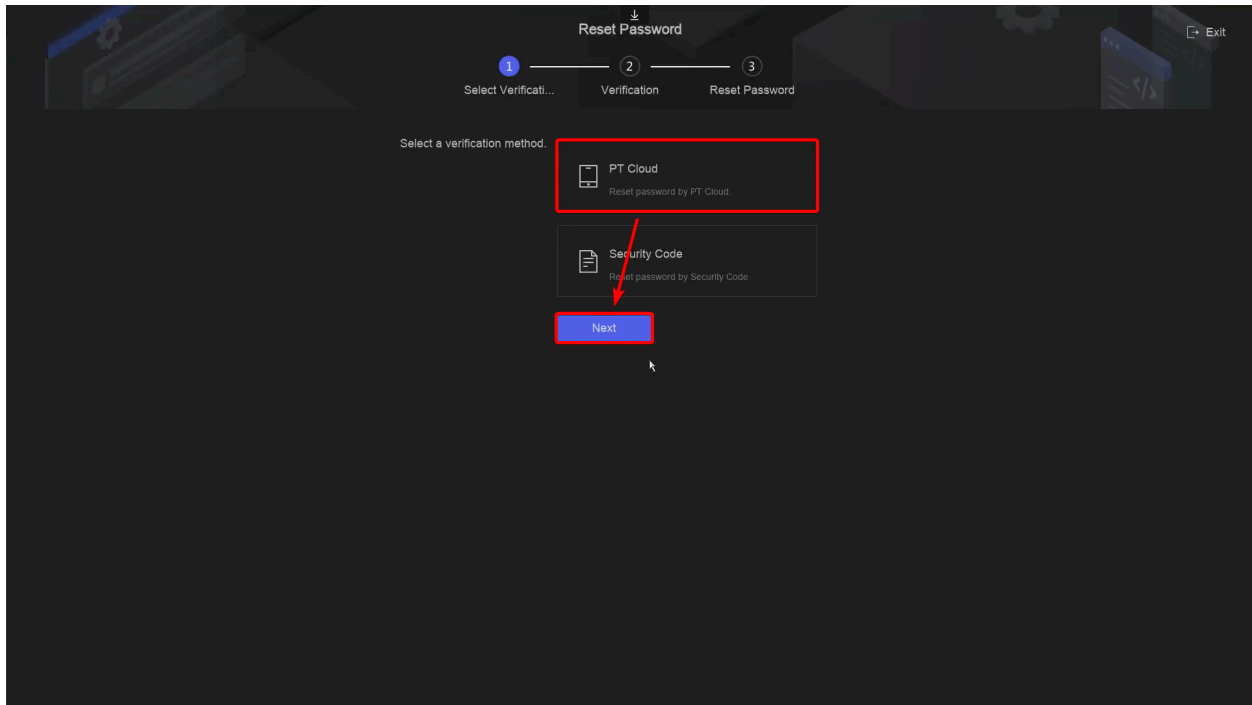 Reset Password
Exit
1
2
3
Select Verificati...
Verification
Reset Password
Select a verification method.
PT Cloud
Reset password by PT Cloud.
Security Code
Reset password by Security Code
Next